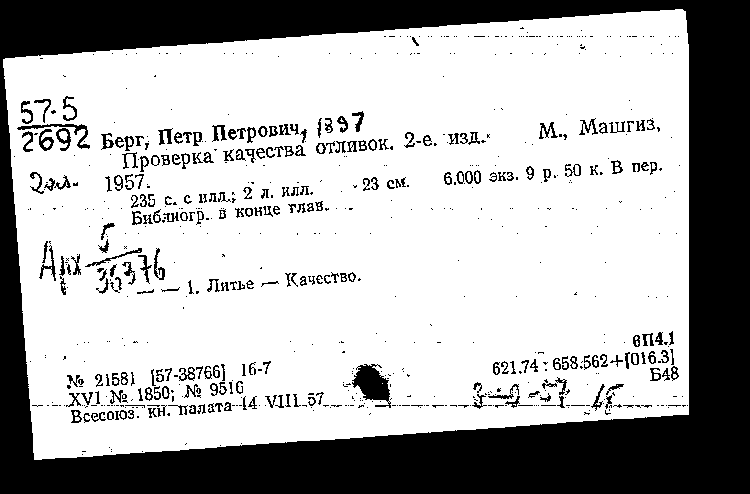 57-5
2692
Берг, Петр Петрович, 1897
Проверка качества отливок. 2-е. изд. М., Машгиз,
1957.
235 с. с илл.; 2 л. илл. 23 см. 6.000 экз. 9 р. 50 к. В пер.
Библиогр. в конце глав.
Арх 5
36376
— — 1. Литье — Качество.
6П4.1
№ 21581 [57-38766] 16-7 621.74 : 658.562+[016.3]
XVI № 1850; № 9516 Б48
Всесоюз. кн. палата 14 VIII 57